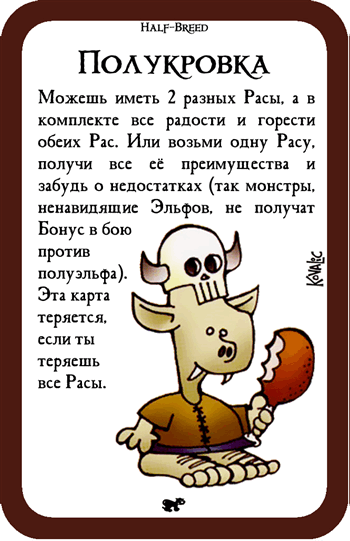 Half-Breed
Полукровка
Можешь иметь 2 разных Расы, а в
комплекте все радости и горести
обеих Рас. Или возьми одну Расу,
получи все её преимущества и
забудь о недостатках (так монстры,
ненавидящие Эльфов, не получат
Бонус в бою
против
полуэльфа).
Эта карта
теряется,
если ты
теряешь
все Расы.
Kovalic